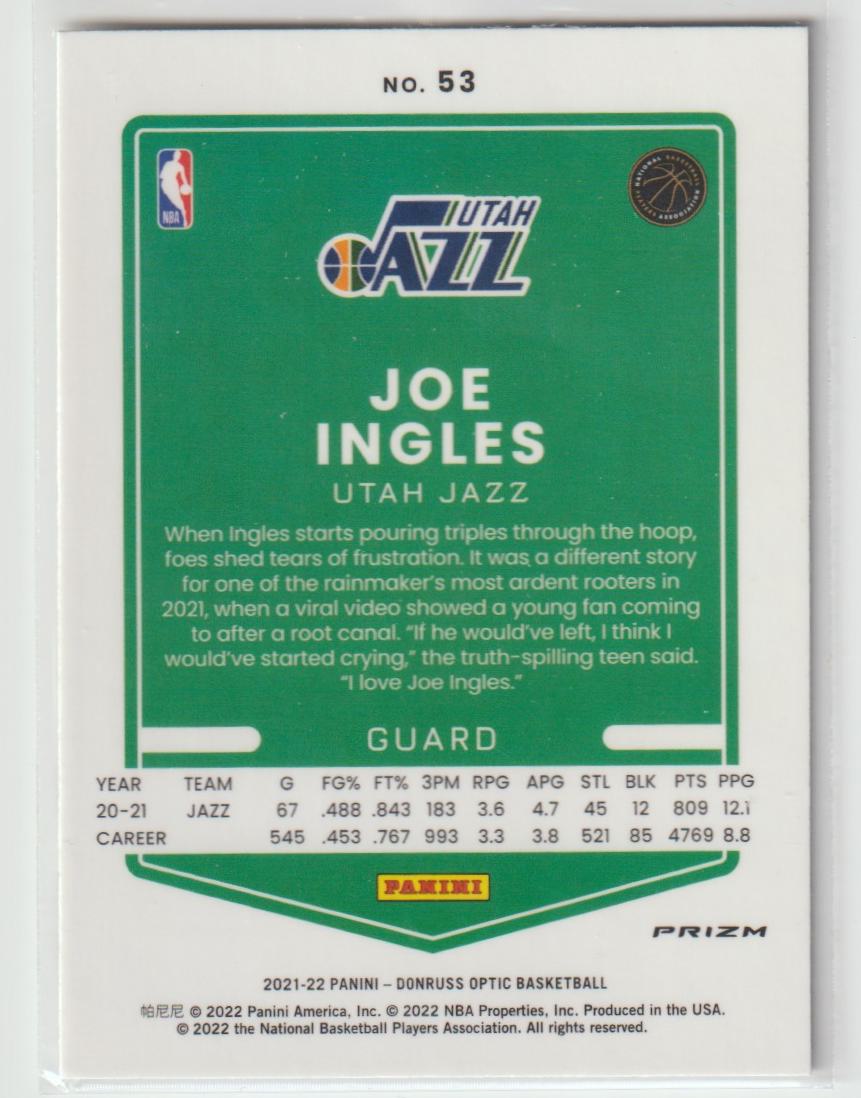 NO. 53
NBA
NATIONAL BASKETBALL PLAYERS ASSOCIATION
UTAH
JAZZ
JOE
INGLES
UTAH JAZZ
When Ingles starts pouring triples through the hoop,
foes shed tears of frustration. It was a different story
for one of the rainmaker's most ardent rooters in
2021, when a viral video showed a young fan coming
to after a root canal. "If he would've left, I think I
would've started crying," the truth-spilling teen said.
"I love Joe Ingles."
GUARD
YEAR TEAM G FG% FT% 3PM RPG APG STL BLK PTS PPG
20-21 JAZZ 67 .488 .843 183 3.6 4.7 45 12 809 12.1
CAREER 545 .453 .767 993 3.3 3.8 521 85 4769 8.8
PANINI
PRIZM
2021-22 PANINI – DONRUSS OPTIC BASKETBALL
帕尼尼 © 2022 Panini America, Inc. © 2022 NBA Properties, Inc. Produced in the USA.
© 2022 the National Basketball Players Association. All rights reserved.